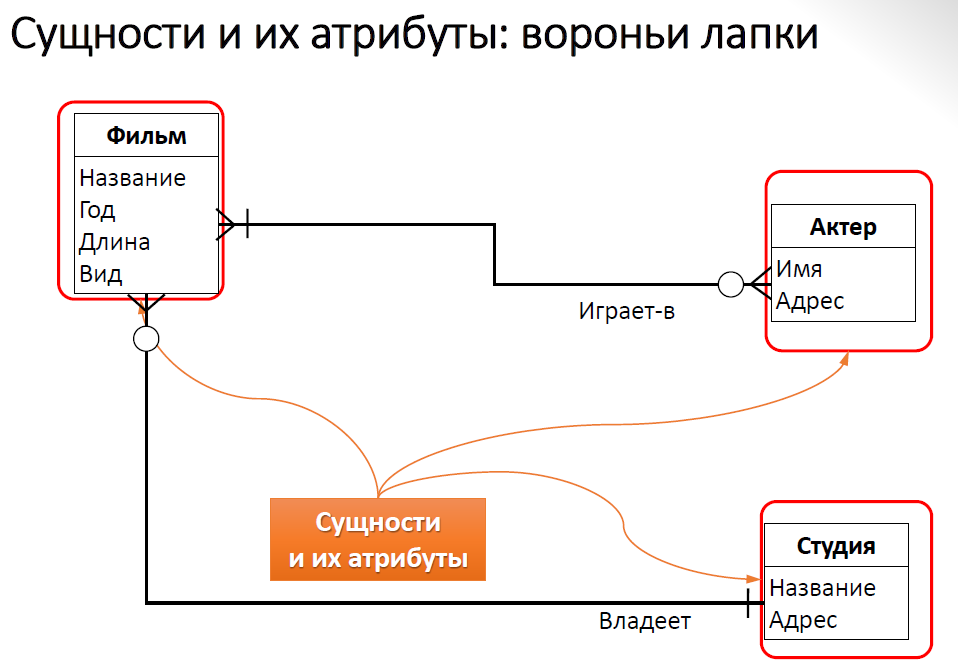 Сущности и их атрибуты: вороньи лапки
Фильм
Название
Год
Длина
Вид
Актер
Имя
Адрес
Играет-в
Сущности
и их атрибуты
Студия
Название
Адрес
Владеет